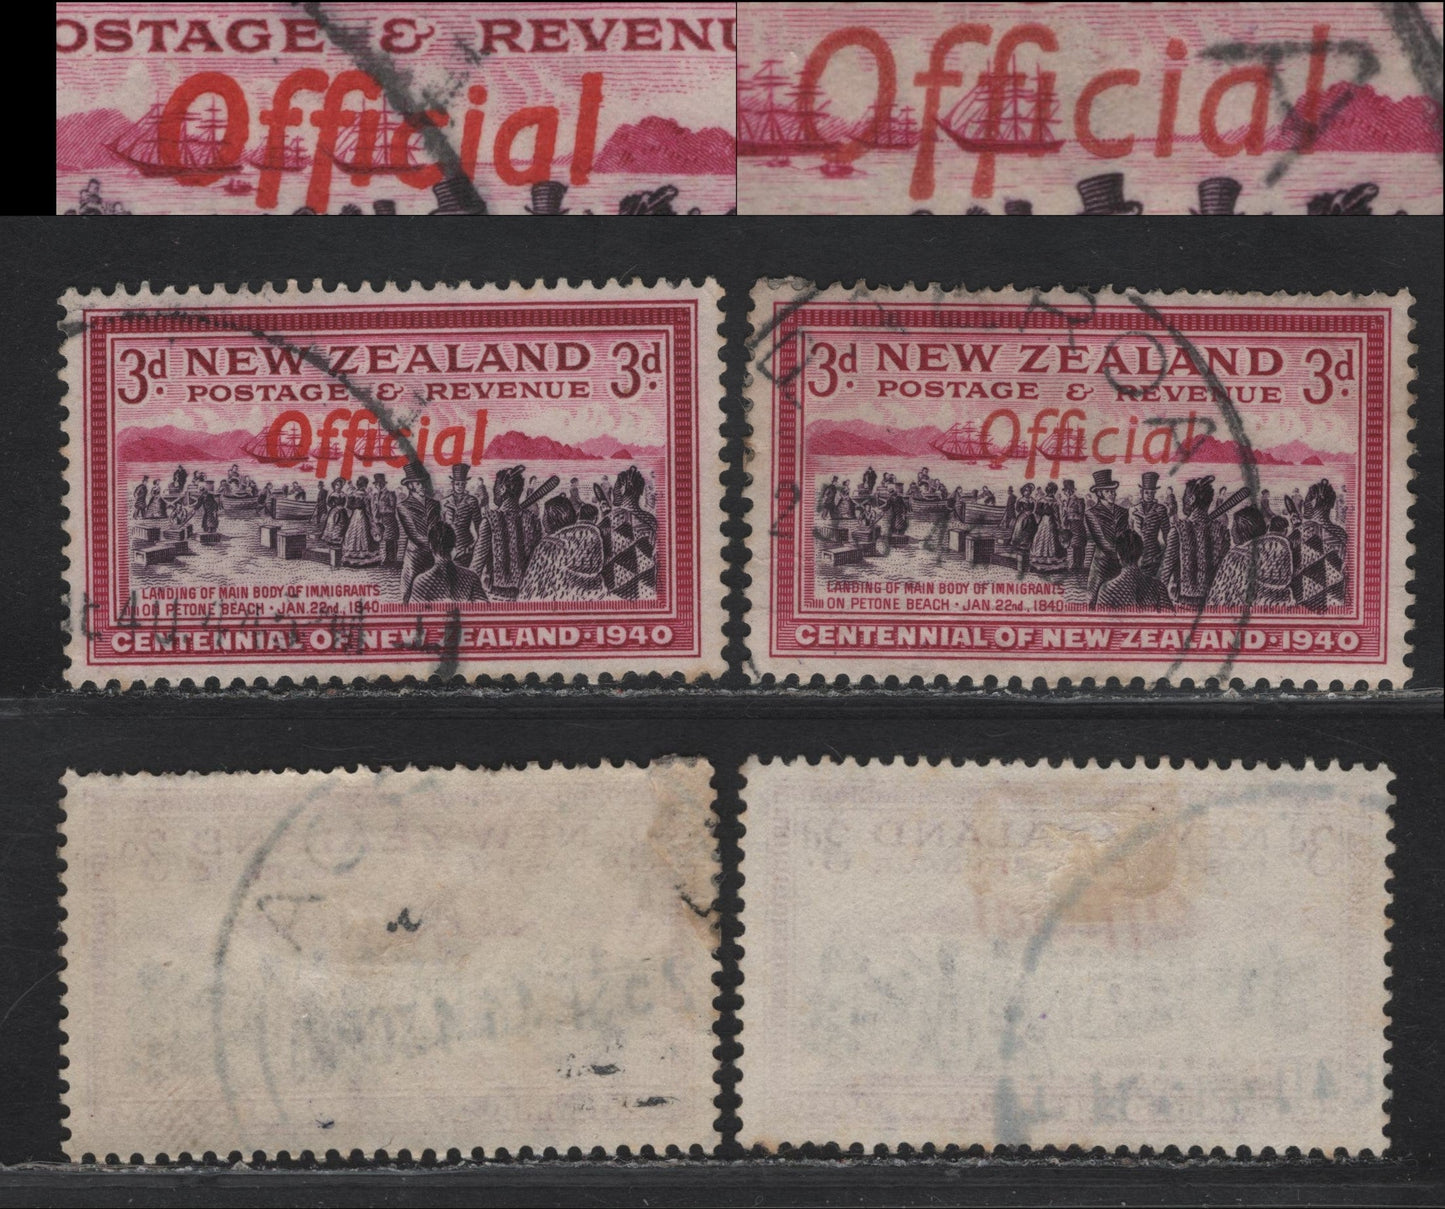 POSTAGE & REVENU
Official
Official
3d NEW ZEALAND 3d
POSTAGE & REVENUE
Official
LANDING OF MAIN BODY OF IMMIGRANTS
ON PETONE BEACH · JAN. 22nd, 1840
CENTENNIAL OF NEW ZEALAND · 1940
3d NEW ZEALAND 3d
POSTAGE & REVENUE
Official
LANDING OF MAIN BODY OF IMMIGRANTS
ON PETONE BEACH · JAN. 22nd, 1840
CENTENNIAL OF NEW ZEALAND · 1940